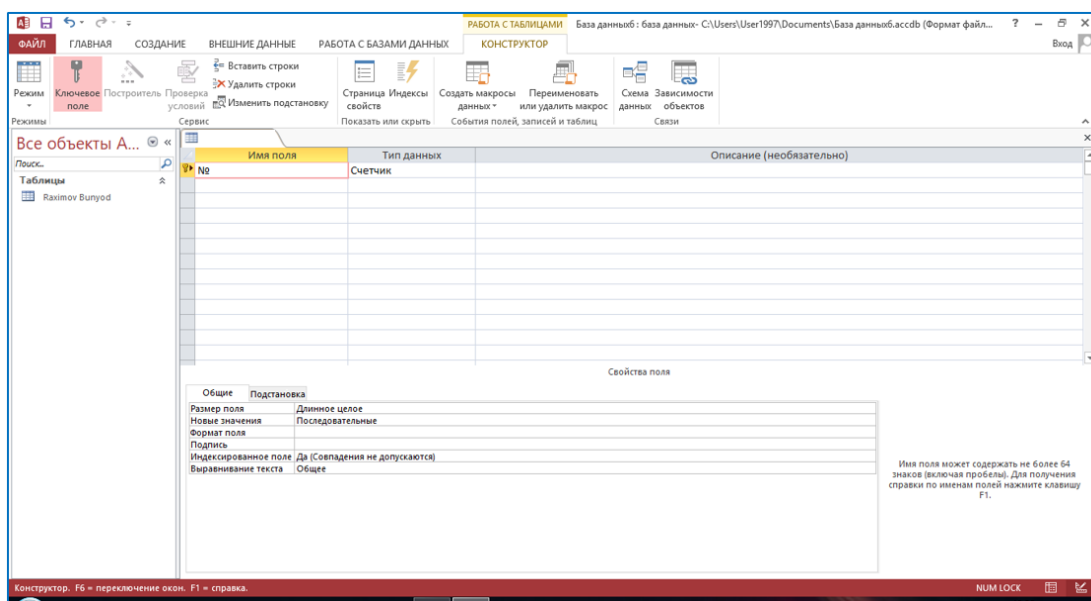 РАБОТА С ТАБЛИЦАМИ База данных6 : база данных- C:\Users\User1997\Documents\База данных6.accdb (Формат файл... ?
ФАЙЛ ГЛАВНАЯ СОЗДАНИЕ ВНЕШНИЕ ДАННЫЕ РАБОТА С БАЗАМИ ДАННЫХ КОНСТРУКТОР Вход
Режим
Ключевое поле
Построитель
Проверка условий
Вставить строки
Удалить строки
Изменить подстановку
Страница свойств
Индексы
Создать макросы данных
Переименовать или удалить макрос
Схема данных
Зависимости объектов
Режимы Сервис Показать или скрыть События полей, записей и таблиц Связи
Все объекты A...
Поиск...
Таблицы
Raximov Bunyod
Имя поля Тип данных Описание (необязательно)
№ Счетчик
Свойства поля
Общие Подстановка
Размер поля Длинное целое
Новые значения Последовательные
Формат поля
Подпись
Индексированное поле Да (Совпадения не допускаются)
Выравнивание текста Общее
Имя поля может содержать не более 64
знаков (включая пробелы). Для получения
справки по именам полей нажмите клавишу
F1.
Конструктор. F6 = переключение окон. F1 = справка. NUM LOCK